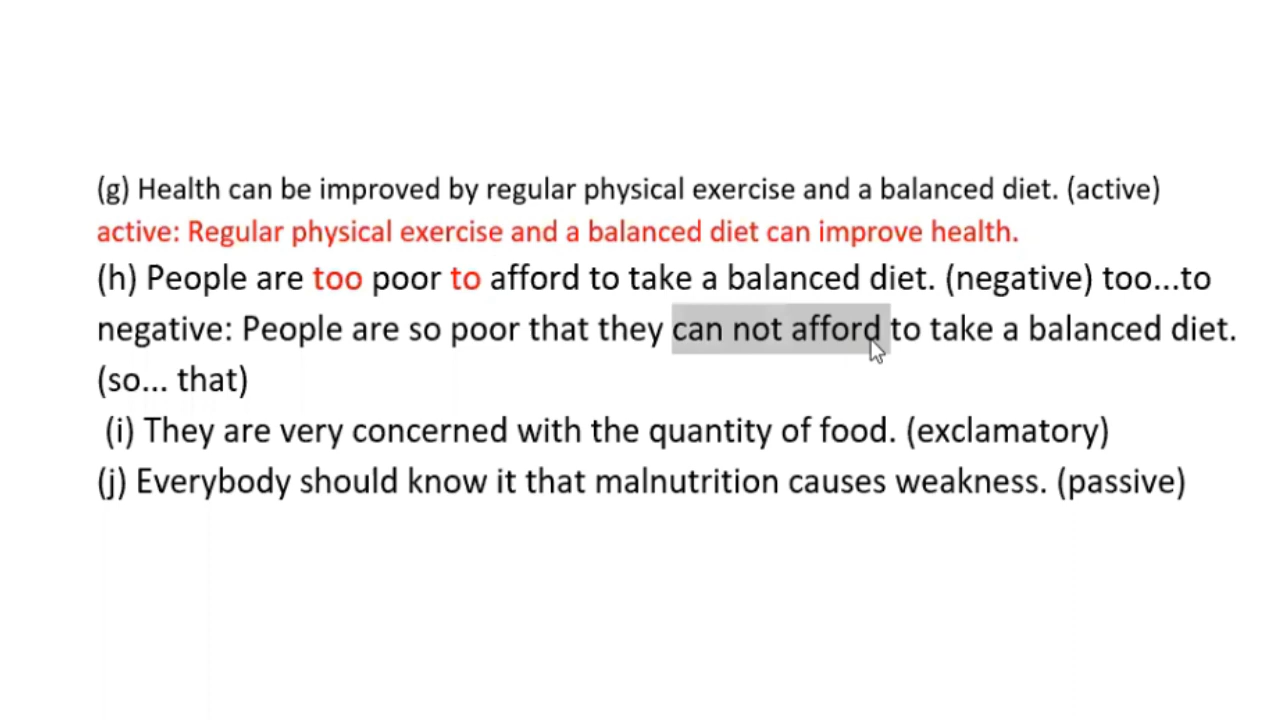 (g) Health can be improved by regular physical exercise and a balanced diet. (active)
active: Regular physical exercise and a balanced diet can improve health.
(h) People are too poor to afford to take a balanced diet. (negative) too...to
negative: People are so poor that they can not afford to take a balanced diet.
(so... that)
(i) They are very concerned with the quantity of food. (exclamatory)
(j) Everybody should know it that malnutrition causes weakness. (passive)